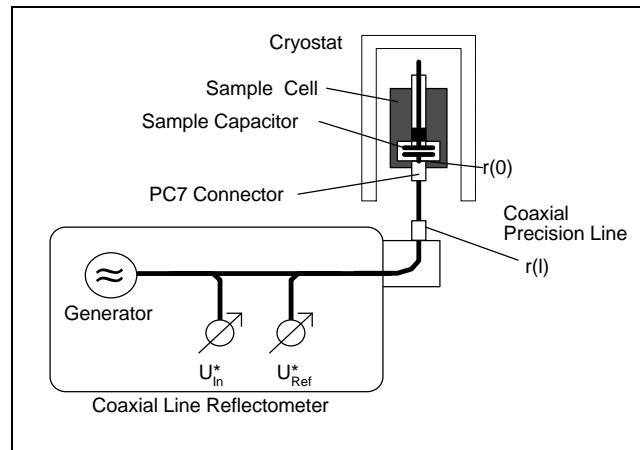 Cryostat
Sample Cell
Sample Capacitor
r(0)
PC7 Connector
Coaxial
Precision Line
r(l)
Generator
U*In
U*Ref
Coaxial Line Reflectometer